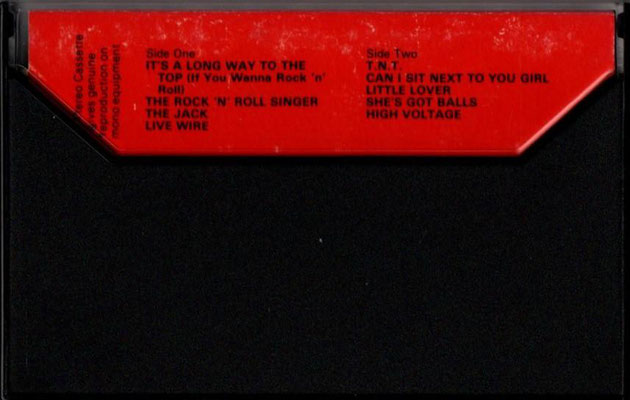 Stereo Cassette
gives genuine
reproduction on
mono equipment
Side One
IT'S A LONG WAY TO THE
TOP (If You Wanna Rock 'n'
Roll)
THE ROCK 'N' ROLL SINGER
THE JACK
LIVE WIRE
Side Two
T.N.T.
CAN I SIT NEXT TO YOU GIRL
LITTLE LOVER
SHE'S GOT BALLS
HIGH VOLTAGE